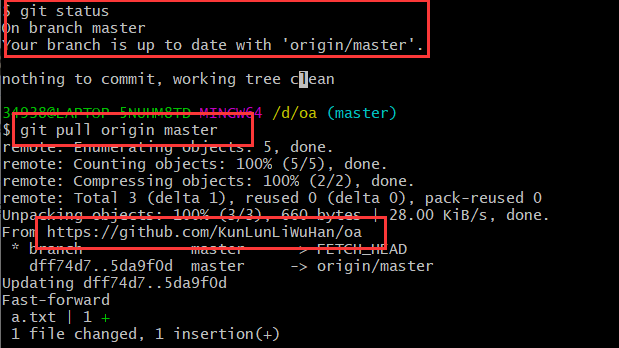 $ git status
On branch master
Your branch is up to date with 'origin/master'.
nothing to commit, working tree clean
34938@LAPTOP-5NUHM8TD MINGW64 /d/oa (master)
$ git pull origin master
remote: Enumerating objects: 5, done.
remote: Counting objects: 100% (5/5), done.
remote: Compressing objects: 100% (2/2), done.
remote: Total 3 (delta 1), reused 0 (delta 0), pack-reused 0
Unpacking objects: 100% (3/3), 660 bytes | 28.00 KiB/s, done.
From https://github.com/KunLunLiWuHan/oa
* branch master -> FETCH_HEAD
dff74d7..5da9f0d master -> origin/master
Updating dff74d7..5da9f0d
Fast-forward
a.txt | 1 +
1 file changed, 1 insertion(+)